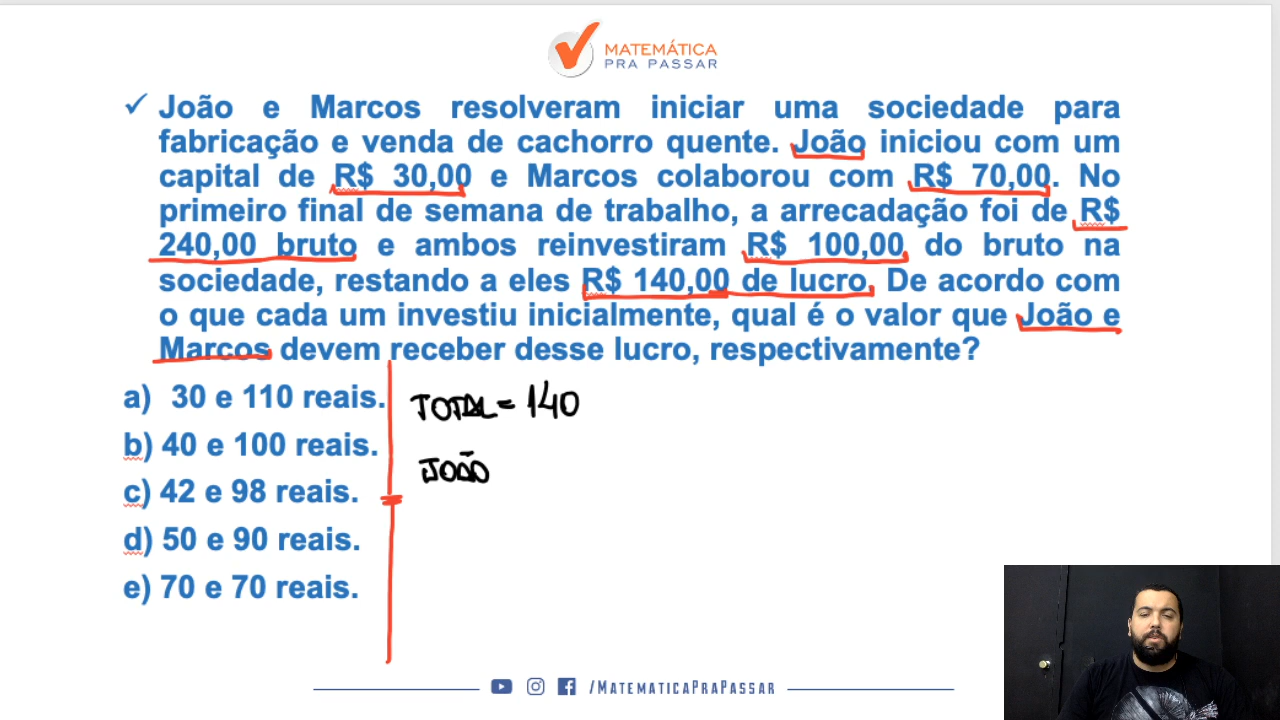 MATEMÁTICA
PRA PASSAR
✓ João e Marcos resolveram iniciar uma sociedade para
fabricação e venda de cachorro quente. João iniciou com um
capital de R$ 30,00 e Marcos colaborou com R$ 70,00. No
primeiro final de semana de trabalho, a arrecadação foi de R$
240,00 bruto e ambos reinvestiram R$ 100,00 do bruto na
sociedade, restando a eles R$ 140,00 de lucro. De acordo com
o que cada um investiu inicialmente, qual é o valor que João e
Marcos devem receber desse lucro, respectivamente?
a) 30 e 110 reais.
b) 40 e 100 reais.
c) 42 e 98 reais.
d) 50 e 90 reais.
e) 70 e 70 reais.
TOTAL = 140
JOÃO
/MATEMATICAPRAPASSAR